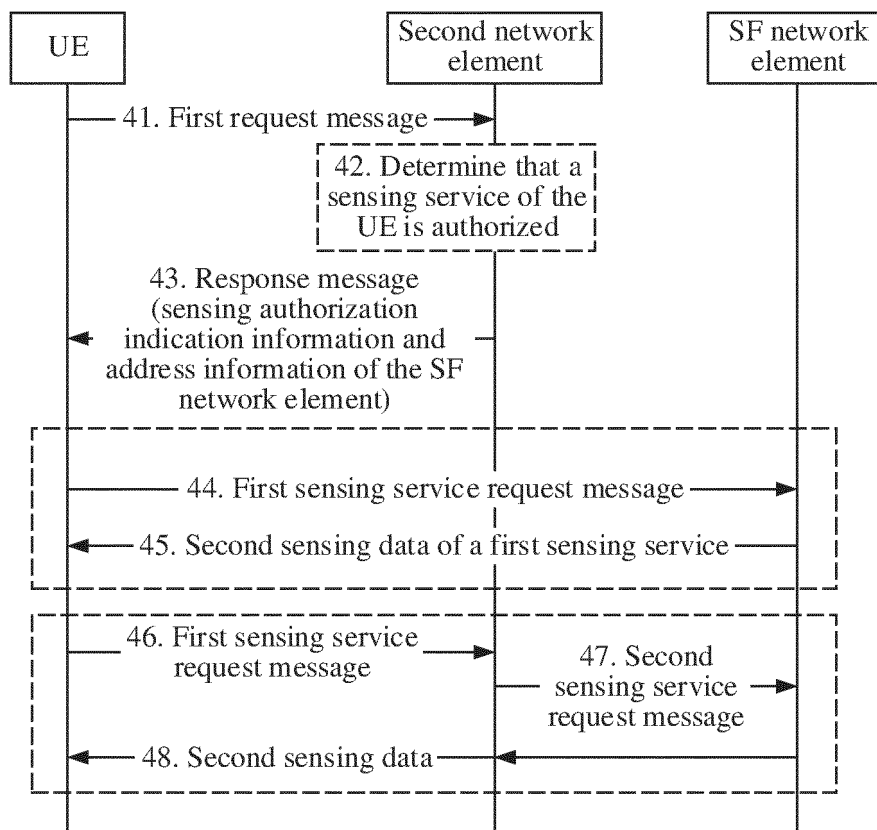 UE
Second network
element
SF network
element
41. First request message
42. Determine that a
sensing service of the
UE is authorized
43. Response message
(sensing authorization
indication information and
address information of the SF
network element)
44. First sensing service request message
45. Second sensing data of a first sensing service
46. First sensing service
request message
47. Second
sensing service
request message
48. Second sensing data